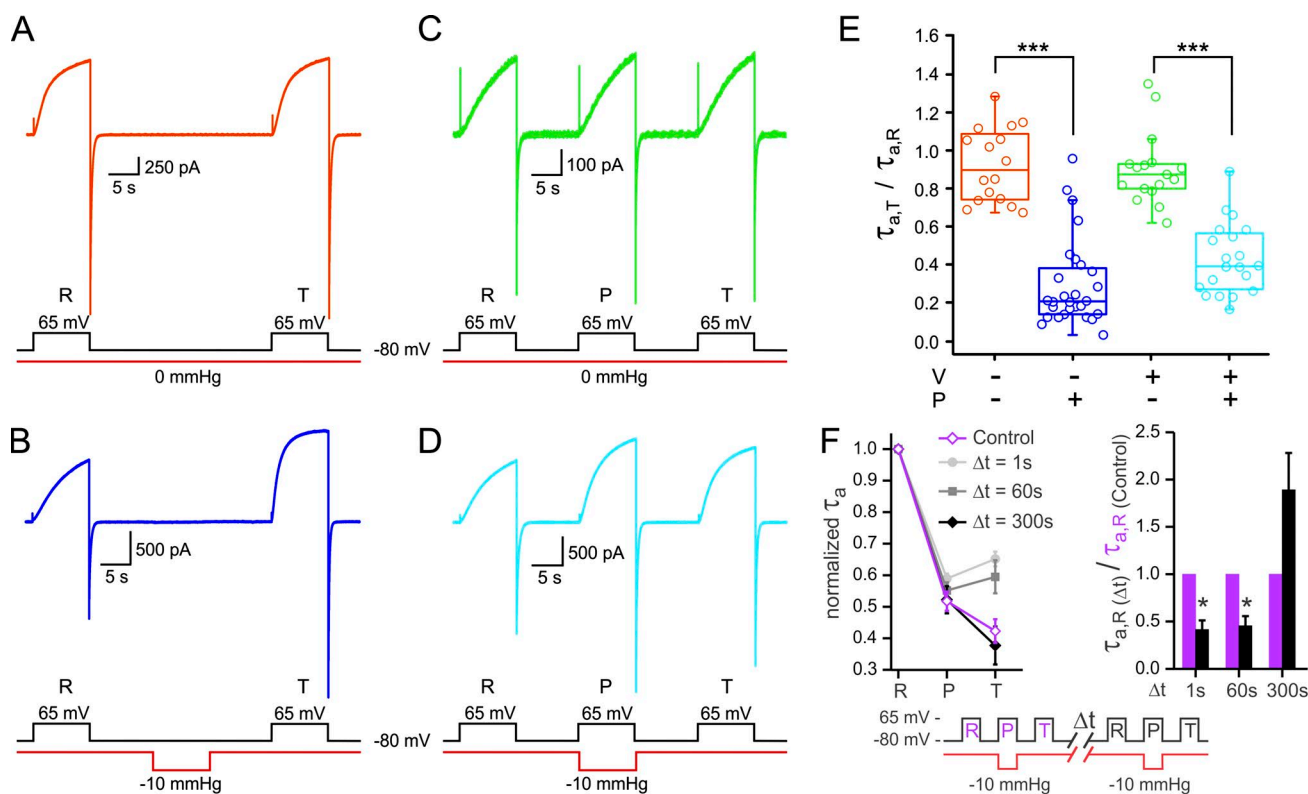 A
250 pA
5 s
R
T
65 mV
65 mV
0 mmHg
C
100 pA
5 s
R
P
T
65 mV
65 mV
65 mV
-80 mV
0 mmHg
E
1.6
1.4
1.2
1.0
0.8
0.6
0.4
0.2
0.0
τa,T / τa,R
***
***
V - - + +
P - + - +
B
500 pA
5 s
R
T
65 mV
65 mV
-10 mmHg
D
500 pA
5 s
R
P
T
65 mV
65 mV
65 mV
-80 mV
-10 mmHg
F
1.0
0.9
0.8
0.7
0.6
0.5
0.4
0.3
normalized τa
R P T
Control
Δt = 1s
Δt = 60s
Δt = 300s
2.5
2.0
1.5
1.0
0.5
0.0
τa,R (Δt) / τa,R (Control)
* *
Δt 1s 60s 300s
65 mV -
-80 mV -
R P T Δt R P T
-10 mmHg -10 mmHg